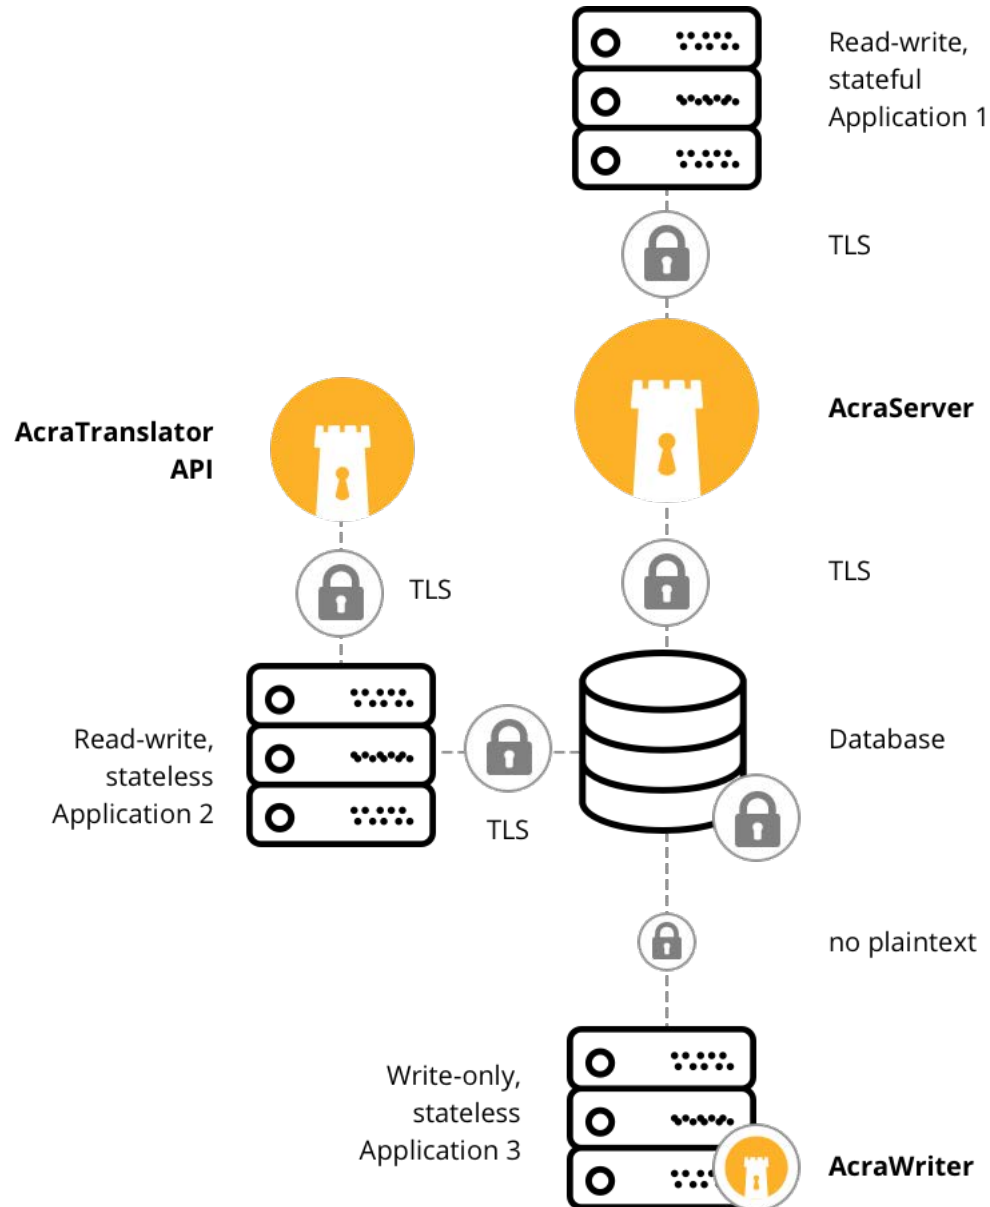 Read-write,
stateful
Application 1
TLS
AcraTranslator
API
AcraServer
TLS
TLS
Read-write,
stateless
Application 2
TLS
Database
no plaintext
Write-only,
stateless
Application 3
AcraWriter